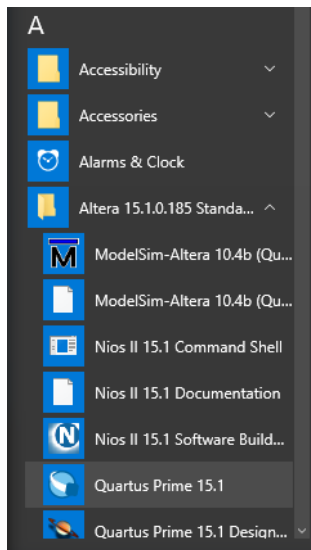 A
Accessibility
Accessories
Alarms & Clock
Altera 15.1.0.185 Standa...
ModelSim-Altera 10.4b (Qu...
ModelSim-Altera 10.4b (Qu...
Nios II 15.1 Command Shell
Nios II 15.1 Documentation
Nios II 15.1 Software Build...
Quartus Prime 15.1
Quartus Prime 15.1 Design...